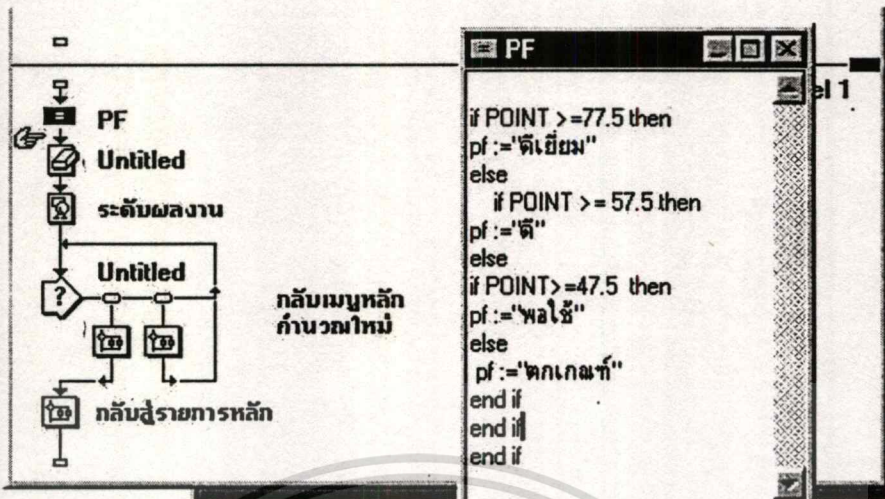 PF
Untitled
ระดับผลงาน
Untitled
?
กลับเมนูหลัก
คำนวณใหม่
กลับสู่รายการหลัก
PF
el 1
if POINT >=77.5 then
pf :="ดีเยี่ยม"
else
if POINT >= 57.5 then
pf :="ดี"
else
if POINT>=47.5 then
pf :="พอใช้"
else
pf :="ตกเกณฑ์"
end if
end if
end if